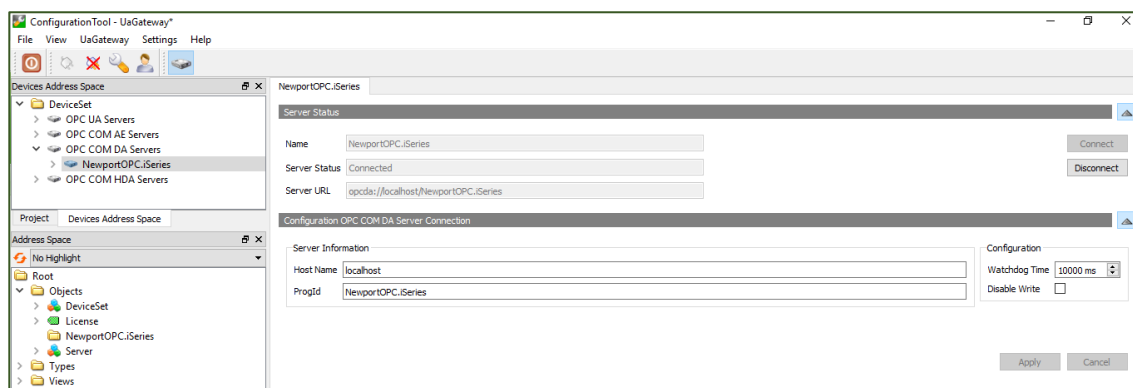 ConfigurationTool - UaGateway*
File View UaGateway Settings Help
Devices Address Space
DeviceSet
OPC UA Servers
OPC COM AE Servers
OPC COM DA Servers
NewportOPC.iSeries
OPC COM HDA Servers
Project Devices Address Space
Address Space
No Highlight
Root
Objects
DeviceSet
License
NewportOPC.iSeries
Server
Types
Views
NewportOPC.iSeries
Server Status
Name NewportOPC.iSeries
Connect
Server Status Connected
Disconnect
Server URL opcda://localhost/NewportOPC.iSeries
Configuration OPC COM DA Server Connection
Server Information
Host Name localhost
ProgId NewportOPC.iSeries
Configuration
Watchdog Time 10000 ms
Disable Write
Apply Cancel